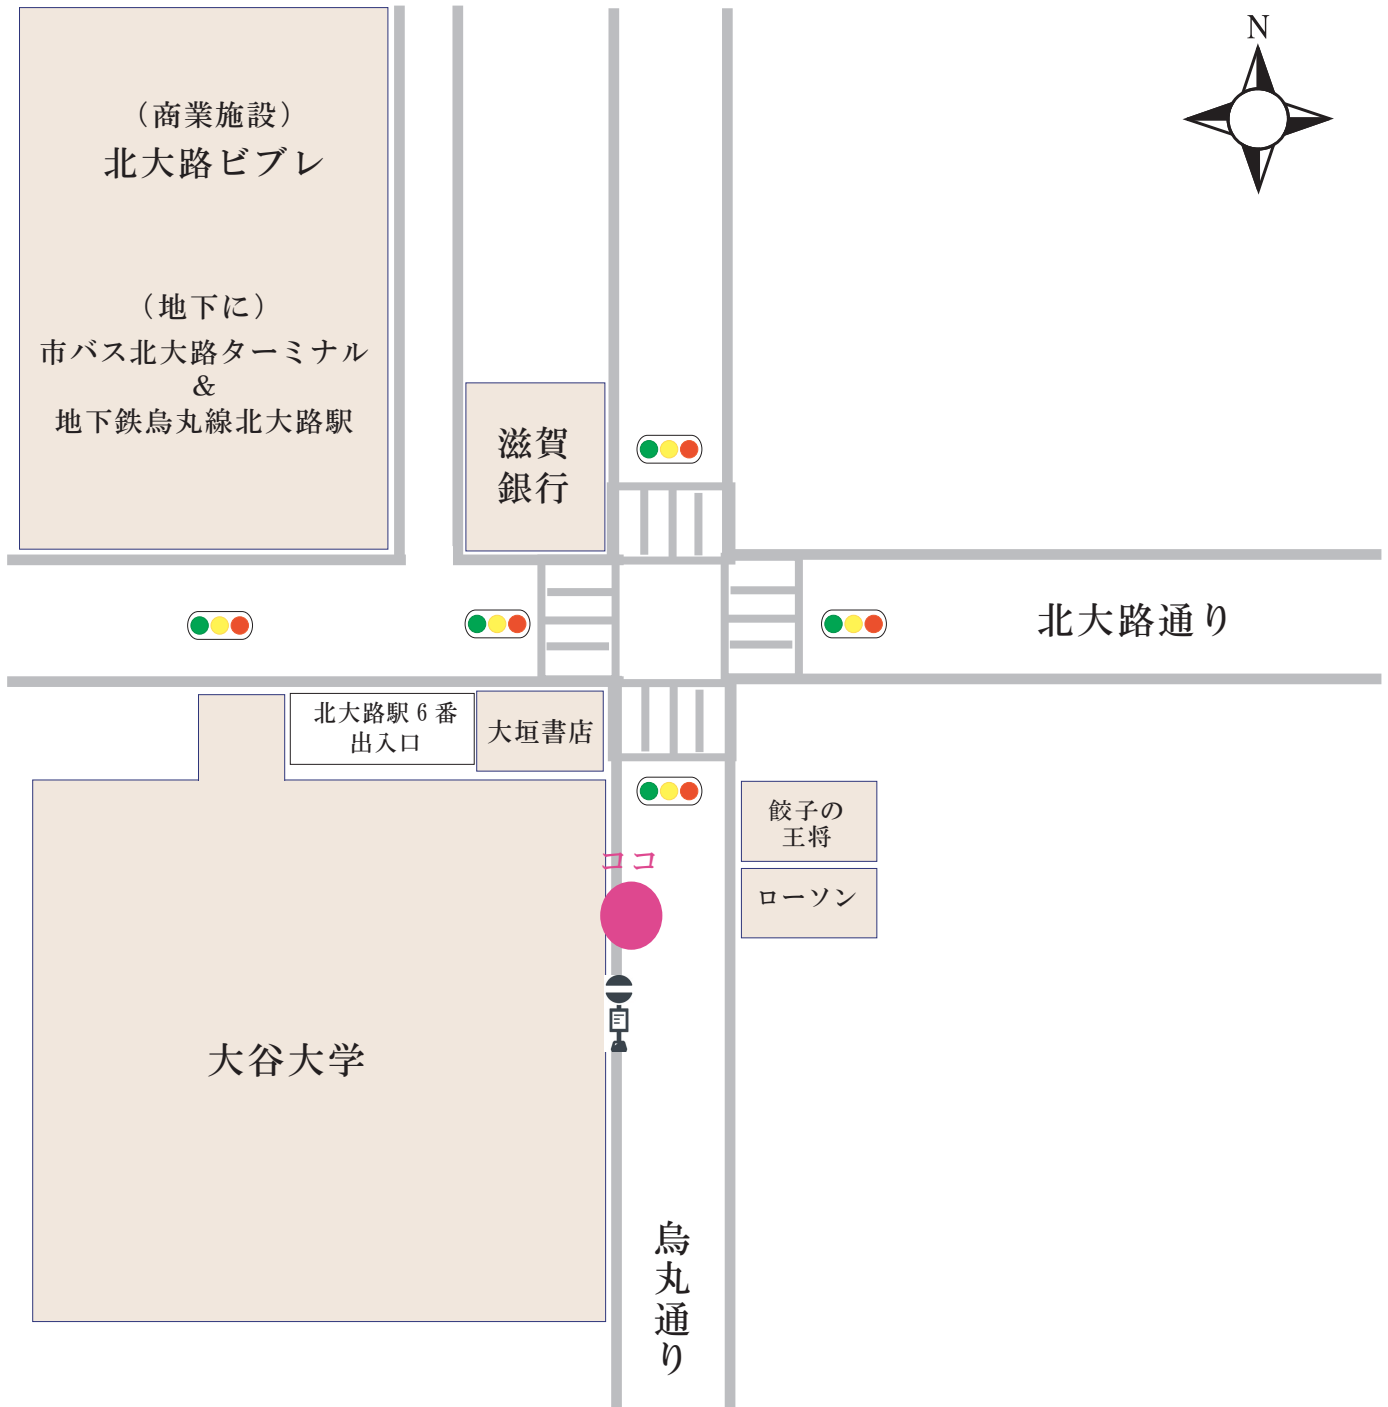 N
（商業施設）
北大路ビブレ
（地下に）
市バス北大路ターミナル
&
地下鉄烏丸線北大路駅
滋賀
銀行
北大路通り
北大路駅6番
出入口
大垣書店
餃子の
王将
ココ
ローソン
大谷大学
烏丸通り